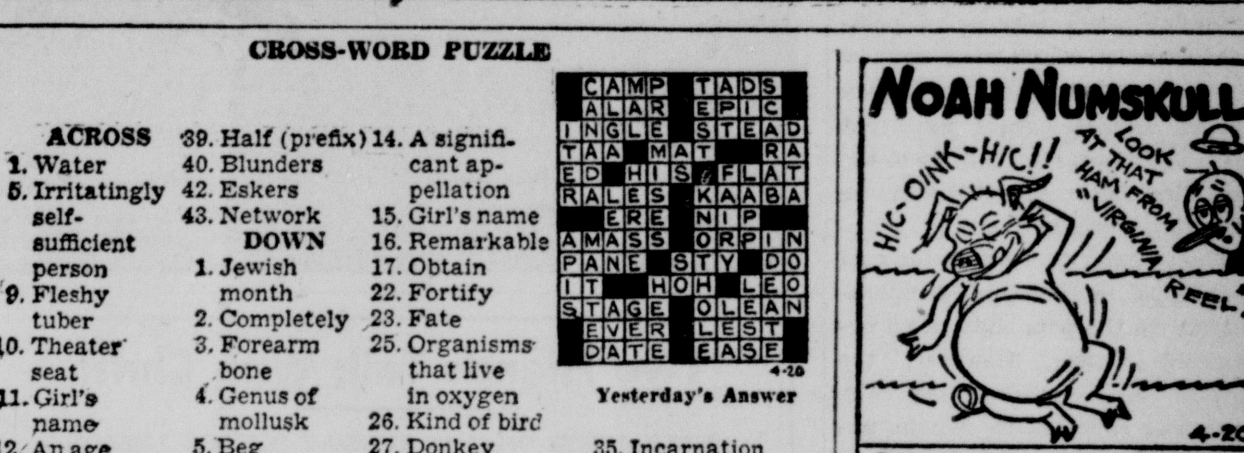 CROSS-WORD PUZZLE
ACROSS
1. Water
5. Irritatingly
self-
sufficient
person
9. Fleshy
tuber
10. Theater
seat
11. Girl's
name
12. An age
39. Half (prefix)
40. Blunders
42. Eskers
43. Network
DOWN
1. Jewish
month
2. Completely
3. Forearm
bone
4. Genus of
mollusk
5. Beg
14. A signifi-
cant ap-
pellation
15. Girl's name
16. Remarkable
17. Obtain
22. Fortify
23. Fate
25. Organisms
that live
in oxygen
26. Kind of bird
27. Donkey
CAMP TADS
ALAR EPIC
INGLE STEAD
TAA MAT RA
ED HIS FLAT
RALES KAABA
ERE NIP
AMASS ORPIN
PANE STY DO
IT HOH LEO
STAGE OLEAN
EVER LEST
DATE EASE
4-20
Yesterday's Answer
35. Incarnation
NOAH NUMSKULL
HIC-OINK-HIC!!
LOOK
AT THAT
HAM FROM
"VIRGINIA
REEL"
4-20